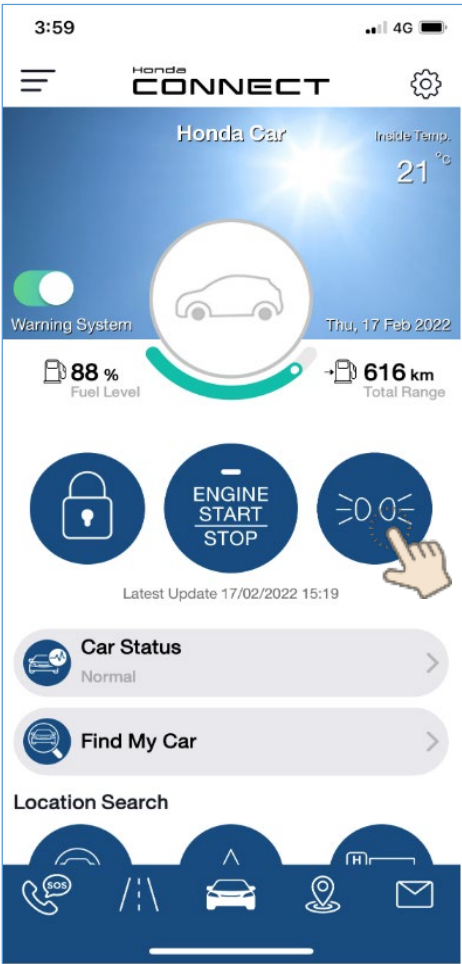 3:59
4G
Honda
CONNECT
Honda Car
Inside Temp.
21 °C
Warning System
Thu, 17 Feb 2022
88 %
Fuel Level
616 km
Total Range
ENGINE
START
STOP
Latest Update 17/02/2022 15:19
Car Status
Normal
Find My Car
Location Search
H
SOS